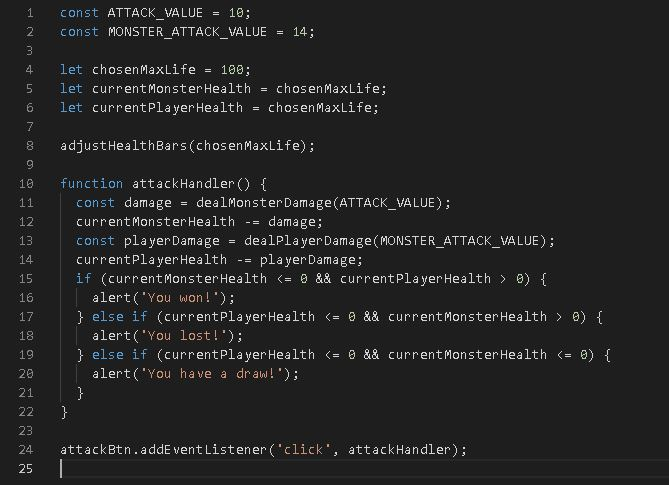 1 const ATTACK_VALUE = 10;
2 const MONSTER_ATTACK_VALUE = 14;
3
4 let chosenMaxLife = 100;
5 let currentMonsterHealth = chosenMaxLife;
6 let currentPlayerHealth = chosenMaxLife;
7
8 adjustHealthBars(chosenMaxLife);
9
10 function attackHandler() {
11   const damage = dealMonsterDamage(ATTACK_VALUE);
12   currentMonsterHealth -= damage;
13   const playerDamage = dealPlayerDamage(MONSTER_ATTACK_VALUE);
14   currentPlayerHealth -= playerDamage;
15   if (currentMonsterHealth <= 0 && currentPlayerHealth > 0) {
16     alert('You won!');
17   } else if (currentPlayerHealth <= 0 && currentMonsterHealth > 0) {
18     alert('You lost!');
19   } else if (currentPlayerHealth <= 0 && currentMonsterHealth <= 0) {
20     alert('You have a draw!');
21   }
22 }
23
24 attackBtn.addEventListener('click', attackHandler);
25